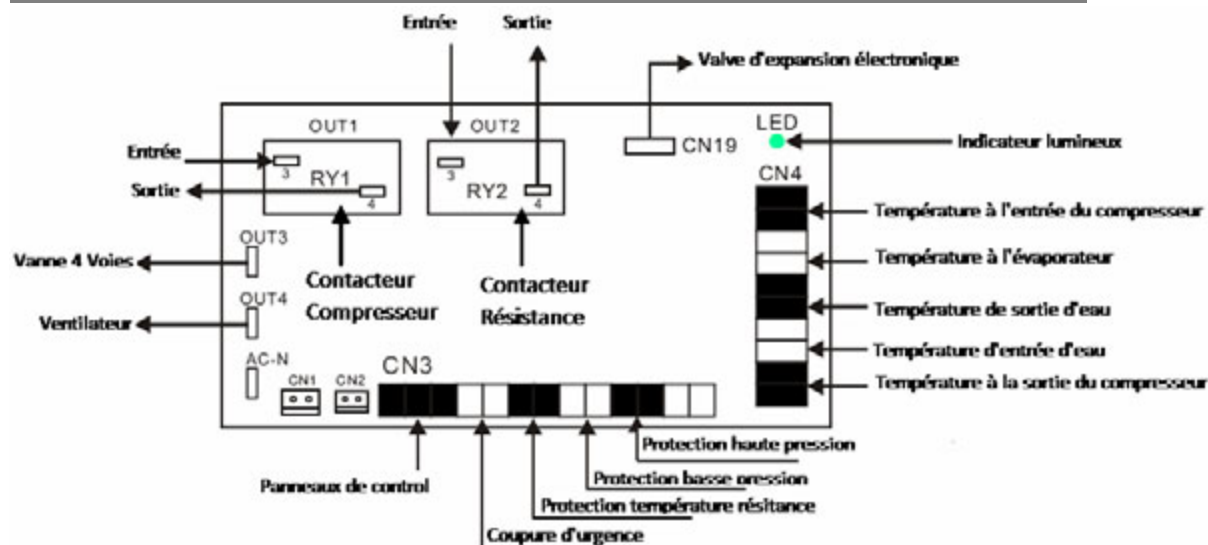 Entrée
Sortie
Valve d'expansion électronique
OUT1
OUT2
LED
CN19
Indicateur lumineux
Entrée
3
RY1
3
CN4
Sortie
4
RY2
4
Température à l'entrée du compresseur
OUT3
Vanne 4 Voies
Température à l'évaporateur
Contacteur
Compresseur
Contacteur
Résistance
OUT4
Température de sortie d'eau
Ventilateur
Température d'entrée d'eau
AC-N
CN1
CN2
CN3
Température à la sortie du compresseur
Protection haute pression
Protection basse pression
Panneaux de control
Protection température résitance
Coupure d'urgence